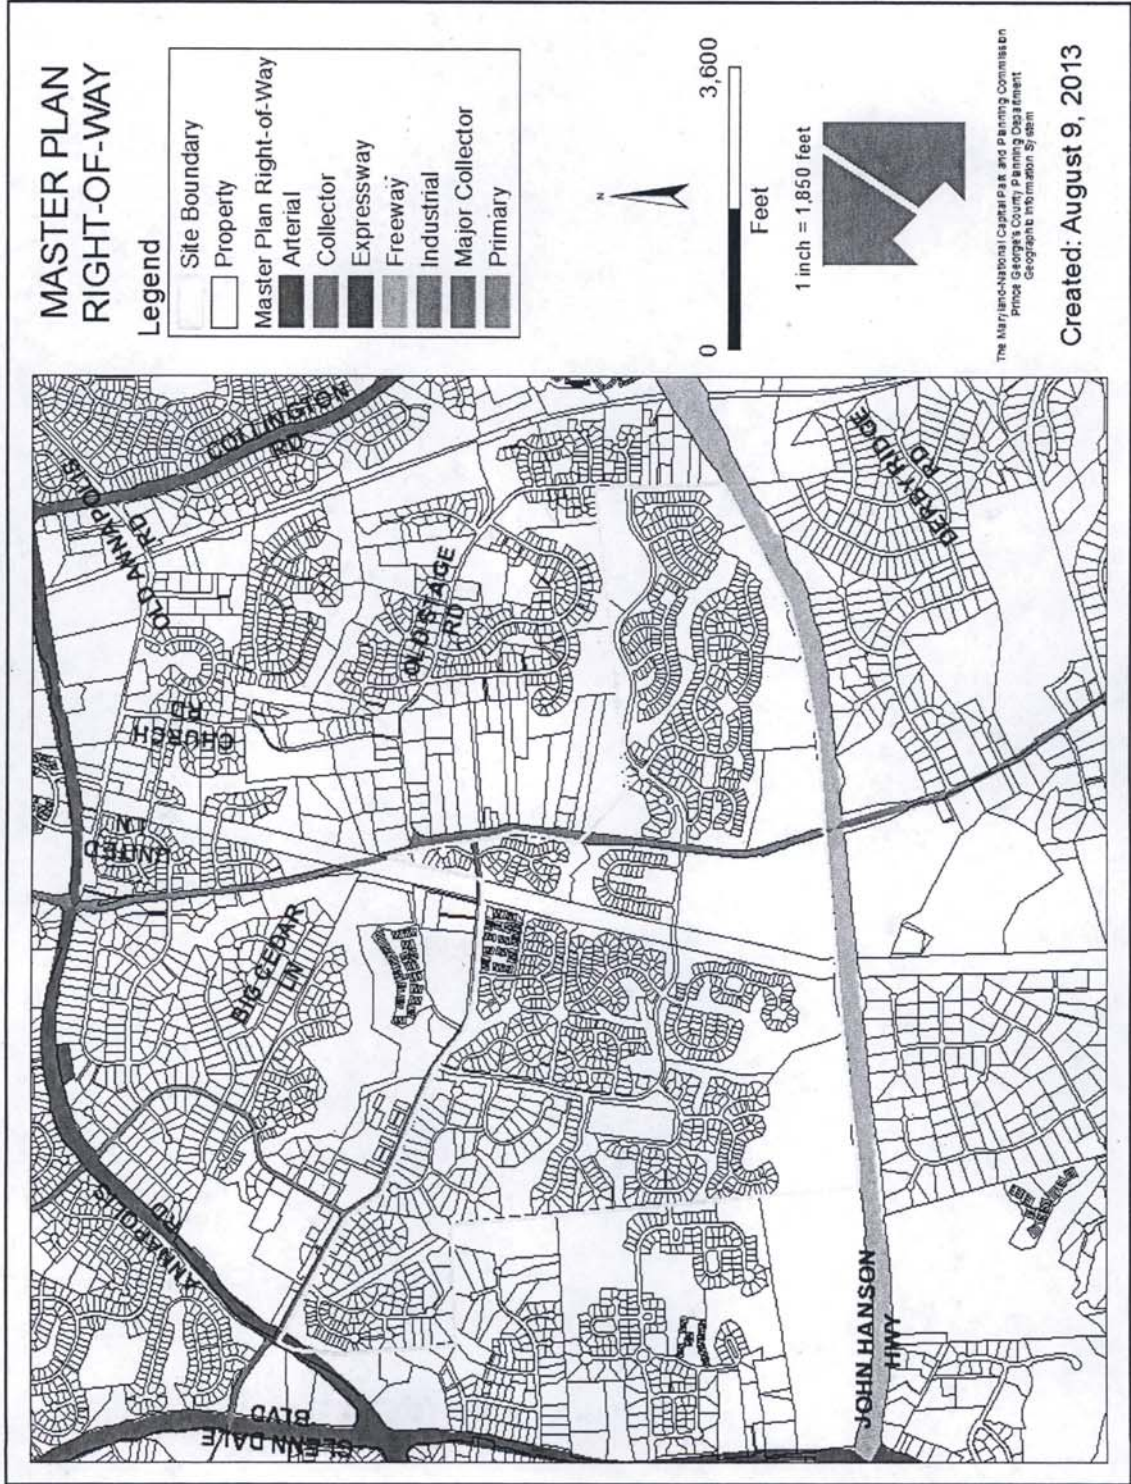 MASTER PLAN
RIGHT-OF-WAY
Legend
Site Boundary
Property
Master Plan Right-of-Way
Arterial
Collector
Expressway
Freeway
Industrial
Major Collector
Primary
N
0
3,600
Feet
1 inch = 1,850 feet
The Maryland-National Capital Park and Planning Commission
Prince George's County Planning Department
Geographic Information System
Created: August 9, 2013
GLENN DALE
BLVD
ANNAPOLIS
RD
BIG CEDAR
LN
UNITED
LN
CHURCH
RD
OLD ANNAPOLIS
RD
COLLINGTON
RD
OLD STAGE
RD
JOHN HANSON
HWY
DERBY RIDGE
RD